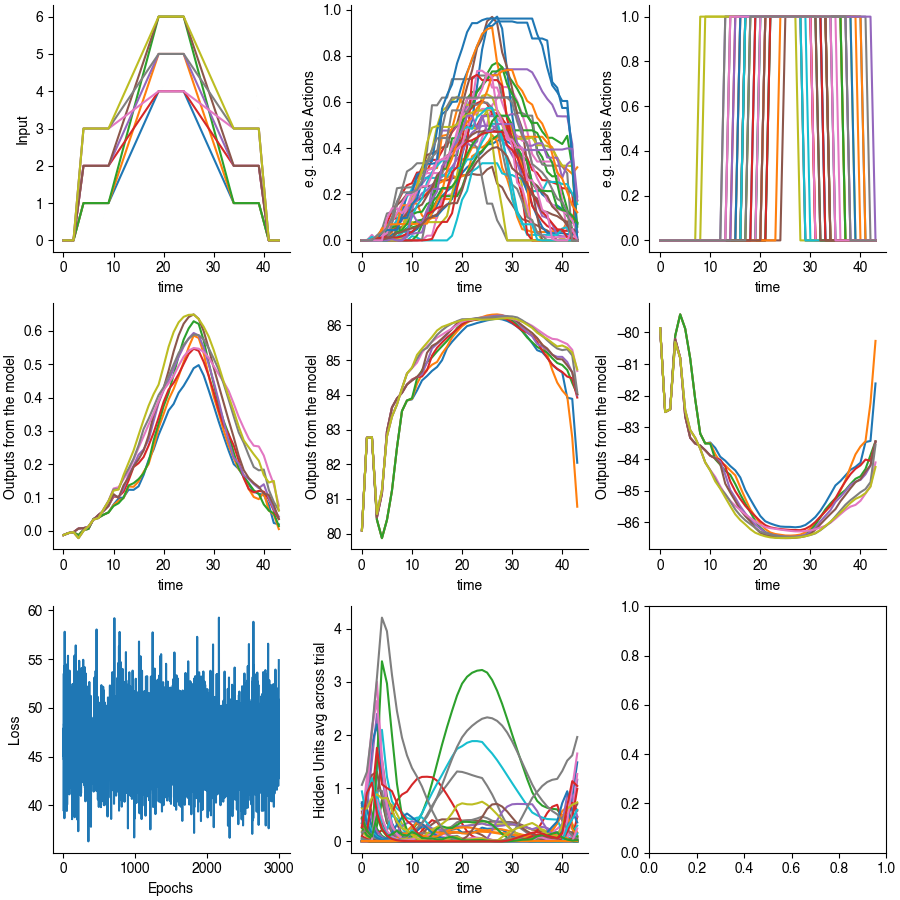 6
5
4
3
2
1
0
Input
0 10 20 30 40
time
1.0
0.8
0.6
0.4
0.2
0.0
e.g. Labels Actions
0 10 20 30 40
time
1.0
0.8
0.6
0.4
0.2
0.0
e.g. Labels Actions
0 10 20 30 40
time
0.6
0.5
0.4
0.3
0.2
0.1
0.0
Outputs from the model
0 10 20 30 40
time
86
85
84
83
82
81
80
Outputs from the model
0 10 20 30 40
time
−80
−81
−82
−83
−84
−85
−86
Outputs from the model
0 10 20 30 40
time
60
55
50
45
40
Loss
0 1000 2000 3000
Epochs
4
3
2
1
0
Hidden Units avg across trial
0 10 20 30 40
time
1.0
0.8
0.6
0.4
0.2
0.0
0.0 0.2 0.4 0.6 0.8 1.0